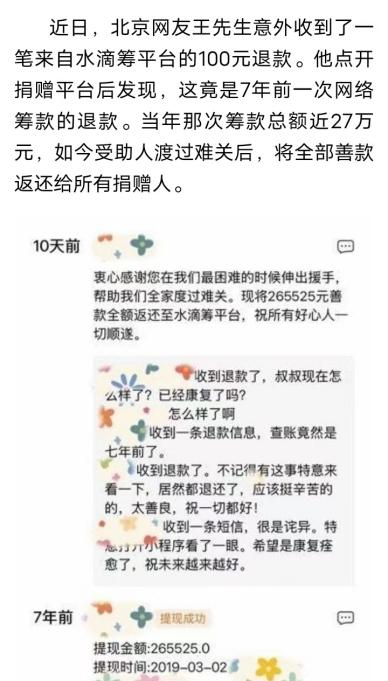 近日，北京网友王先生意外收到了一
笔来自水滴筹平台的100元退款。他点开
捐赠平台后发现，这竟是7年前一次网络
筹款的退款。当年那次筹款总额近27万
元，如今受助人渡过难关后，将全部善款
返还给所有捐赠人。
10天前
衷心感谢您在我们最困难的时候伸出援手，
帮助我们全家度过难关。现将265525元善
款全额返还至水滴筹平台，祝所有好心人一
切顺遂。
收到退款了，叔叔现在怎
么样了？已经康复了吗？
怎么样了啊
收到一条退款信息，查账竟然是
七年前了。
收到退款了。不记得有这事特意来
看一下，居然都退还了，应该挺辛苦的
的，太善良，祝一切都好！
收到一条短信，很是诧异。特
意打开小程序看了一眼。希望是康复痊
愈了，祝未来越来越好。
7年前 提现成功
提现金额:265525.0
提现时间:2019-03-02